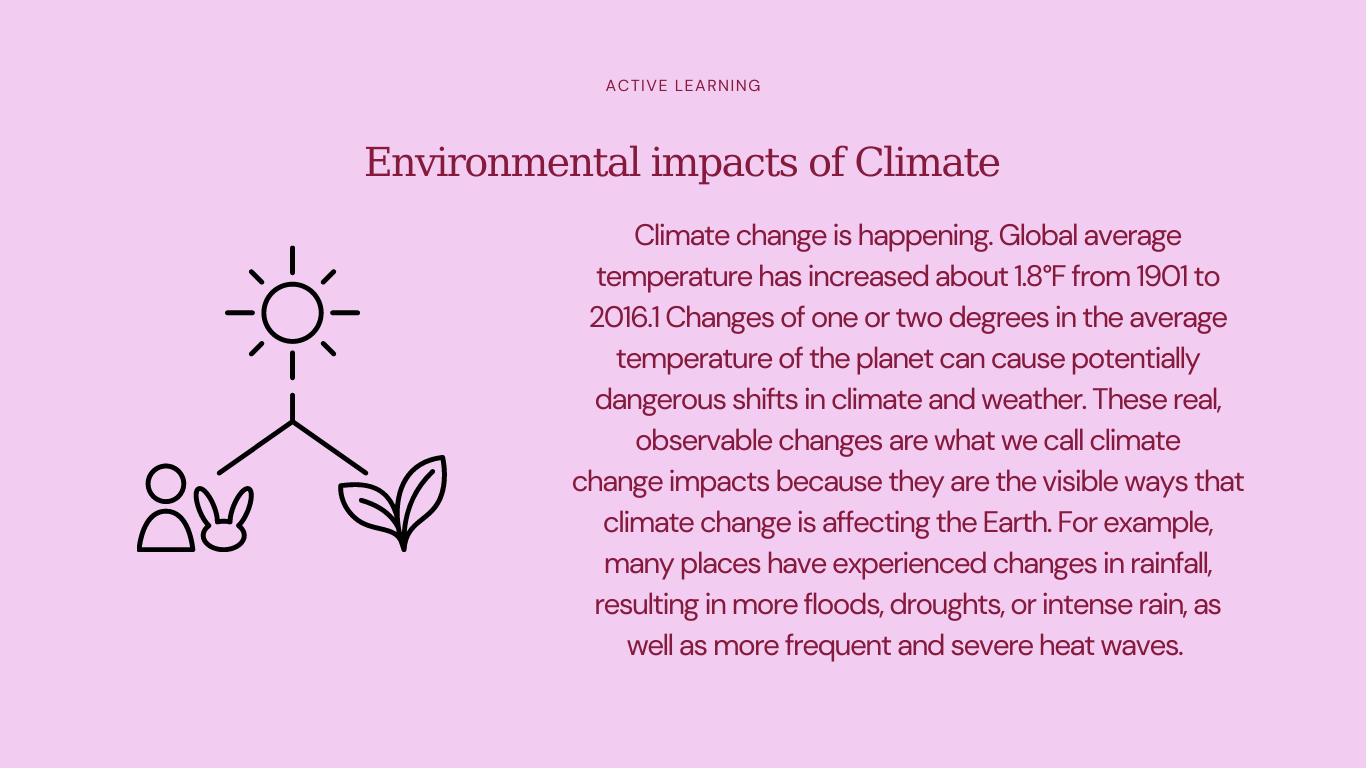 ACTIVE LEARNING
Environmental impacts of Climate
Climate change is happening. Global average
temperature has increased about 1.8°F from 1901 to
2016.1 Changes of one or two degrees in the average
temperature of the planet can cause potentially
dangerous shifts in climate and weather. These real,
observable changes are what we call climate
change impacts because they are the visible ways that
climate change is affecting the Earth. For example,
many places have experienced changes in rainfall,
resulting in more floods, droughts, or intense rain, as
well as more frequent and severe heat waves.